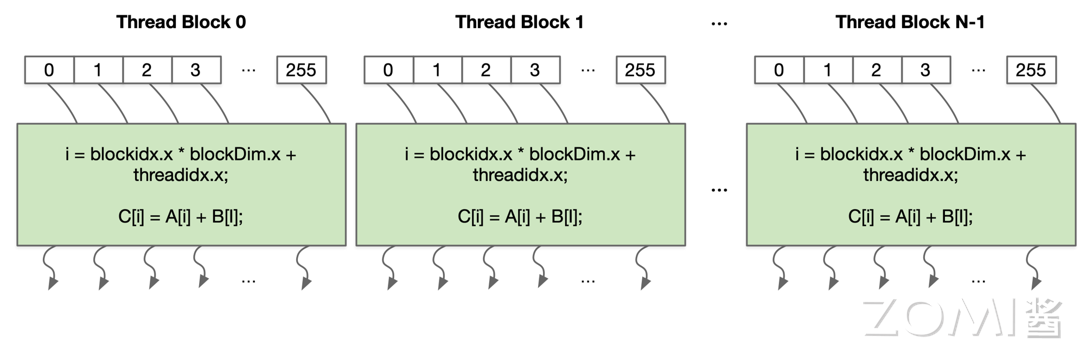 Thread Block 0
Thread Block 1
...
Thread Block N-1
0 1 2 3 ... 255
0 1 2 3 ... 255
0 1 2 3 ... 255
i = blockidx.x * blockDim.x +
threadidx.x;
C[i] = A[i] + B[I];
i = blockidx.x * blockDim.x +
threadidx.x;
C[i] = A[i] + B[I];
...
i = blockidx.x * blockDim.x +
threadidx.x;
C[i] = A[i] + B[I];
...
...
...
ZOMI酱